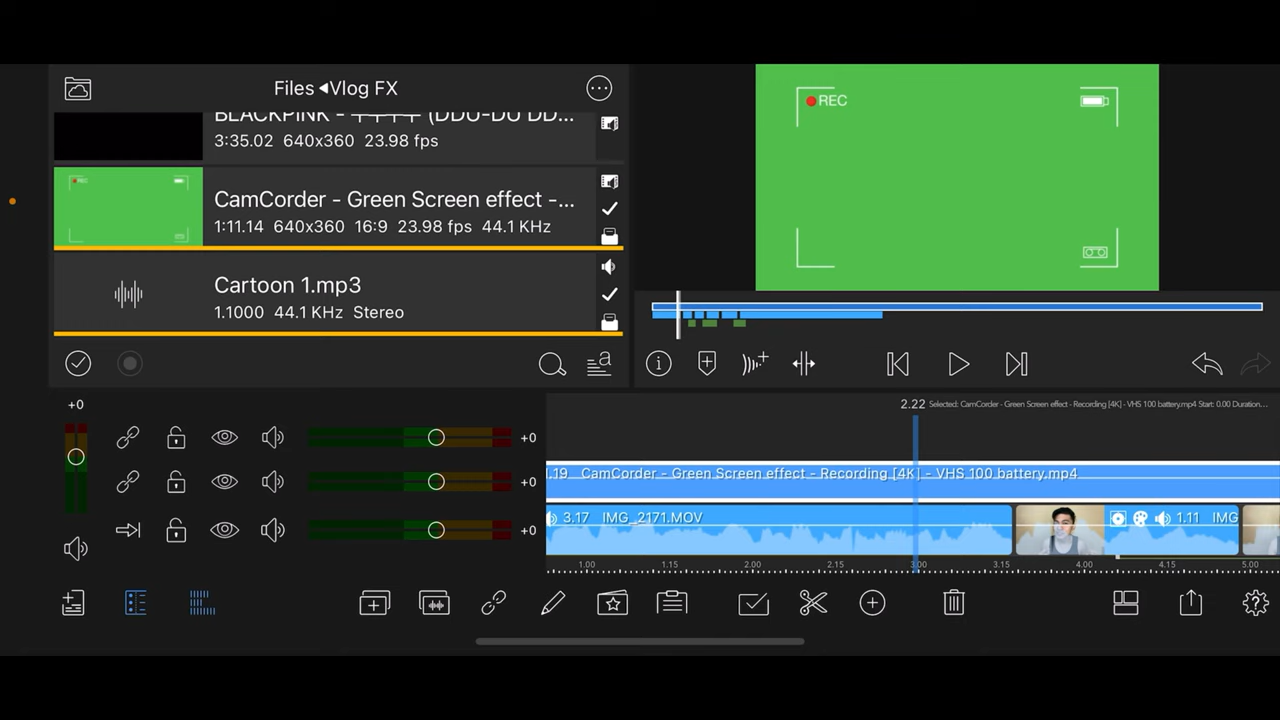 Files ◂Vlog FX
BLACKPINK - (DDU-DU DD...
3:35.02 640x360 23.98 fps
CamCorder - Green Screen effect -...
1:11.14 640x360 16:9 23.98 fps 44.1 KHz
Cartoon 1.mp3
1.1000 44.1 KHz Stereo
REC
+0
2.22 Selected: CamCorder - Green Screen effect - Recording [4K] - VHS 100 battery.mp4 Start: 0.00 Duration...
+0
1.19 CamCorder - Green Screen effect - Recording [4K] - VHS 100 battery.mp4
+0
3.17 IMG_2171.MOV
1.11 IMG
+0
1.00 1.15 2.00 2.15 3.00 3.15 4.00 4.15 5.00